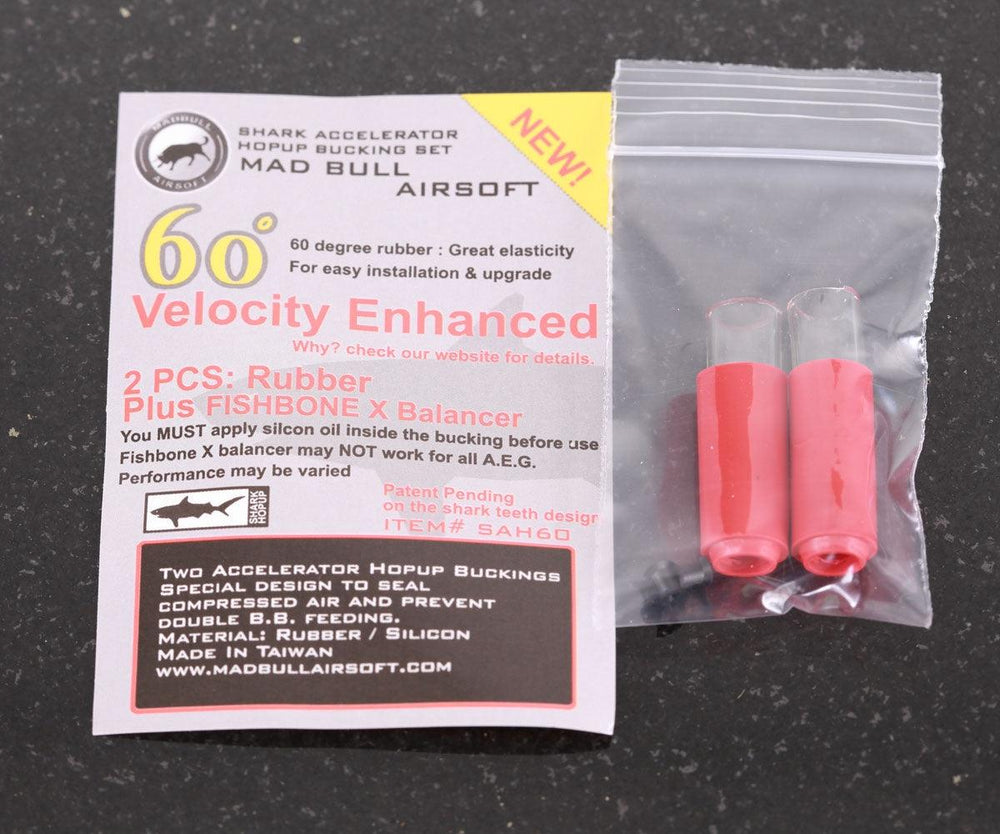 MADBULL
AIRSOFT
SHARK ACCELERATOR
HOPUP BUCKING SET
MAD BULL
AIRSOFT
NEW!
60°
60 degree rubber : Great elasticity
For easy installation & upgrade
Velocity Enhanced
Why? check our website for details.
2 PCS: Rubber
Plus FISHBONE X Balancer
You MUST apply silcon oil inside the bucking before use
Fishbone X balancer may NOT work for all A.E.G.
Performance may be varied
SHARK
HOPUP
Patent Pending
on the shark teeth design
ITEM# SAH60
TWO ACCELERATOR HOPUP BUCKINGS
SPECIAL DESIGN TO SEAL
COMPRESSED AIR AND PREVENT
DOUBLE B.B. FEEDING.
MATERIAL: RUBBER / SILICON
MADE IN TAIWAN
WWW.MADBULLAIRSOFT.COM